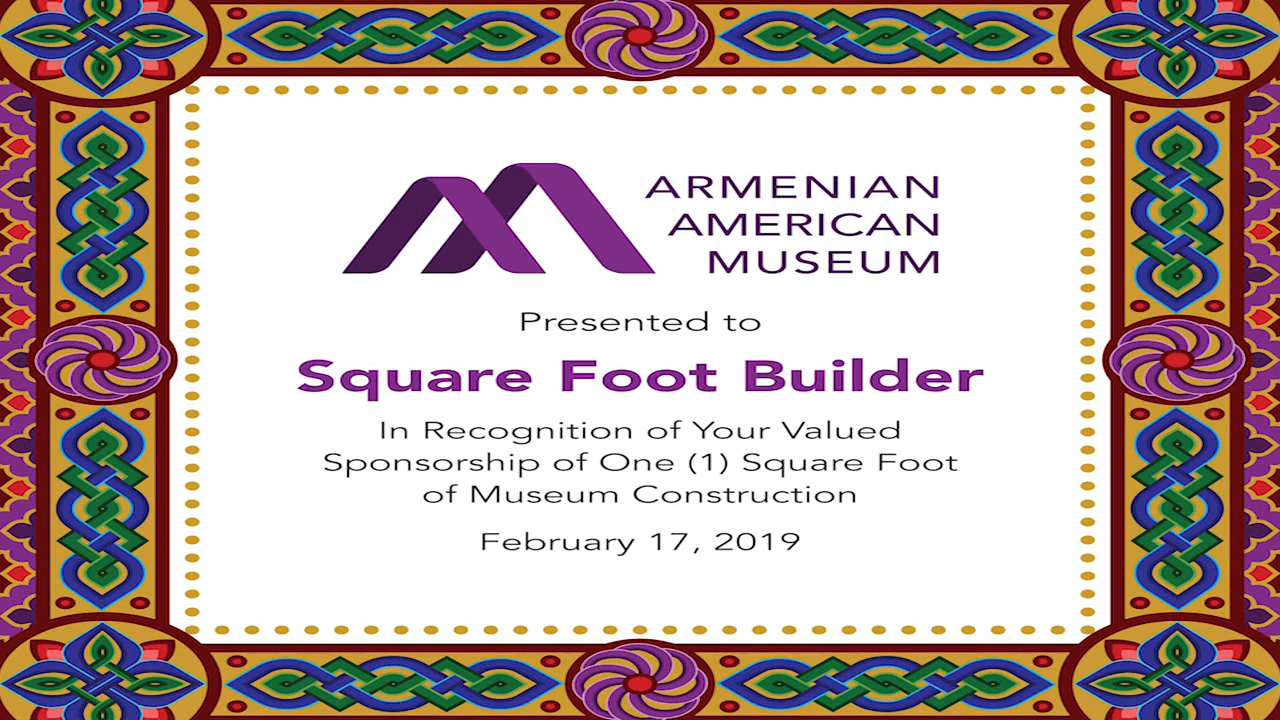 ARMENIAN
AMERICAN
MUSEUM
Presented to
Square Foot Builder
In Recognition of Your Valued
Sponsorship of One (1) Square Foot
of Museum Construction
February 17, 2019